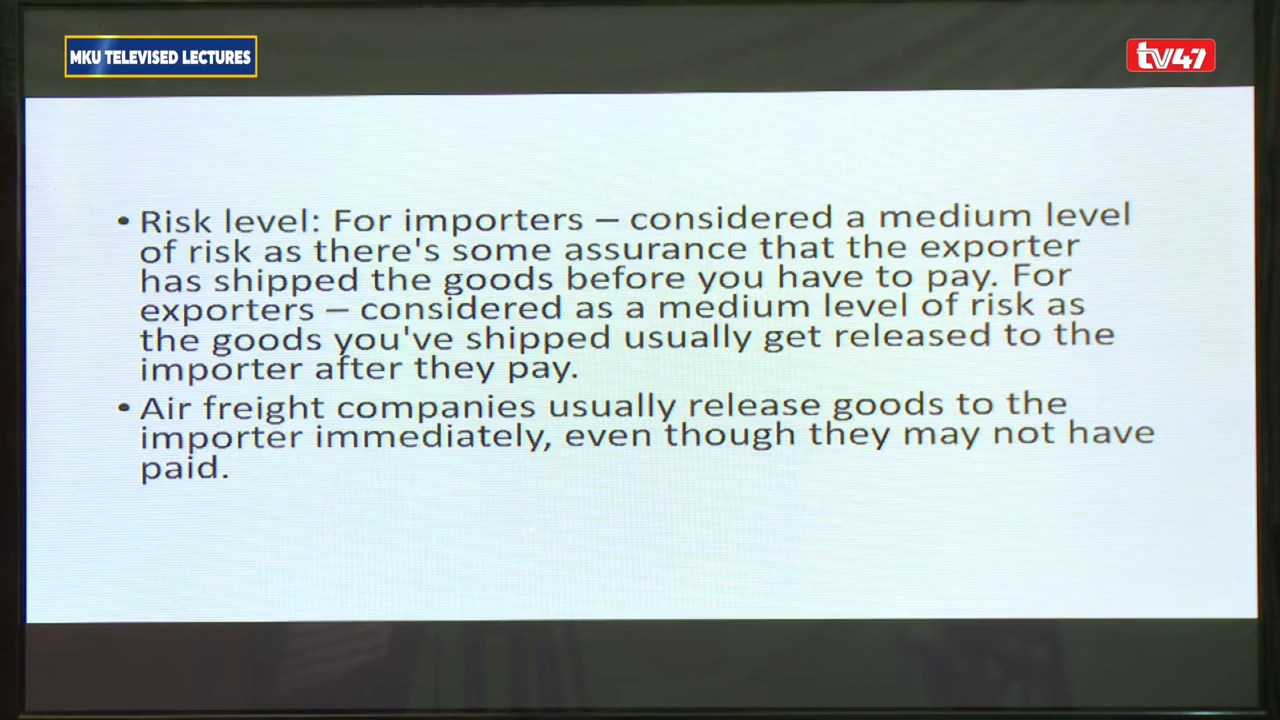 MKU TELEVISED LECTURES
tv47
• Risk level: For importers – considered a medium level
of risk as there's some assurance that the exporter
has shipped the goods before you have to pay. For
exporters – considered as a medium level of risk as
the goods you've shipped usually get released to the
importer after they pay.
• Air freight companies usually release goods to the
importer immediately, even though they may not have
paid.